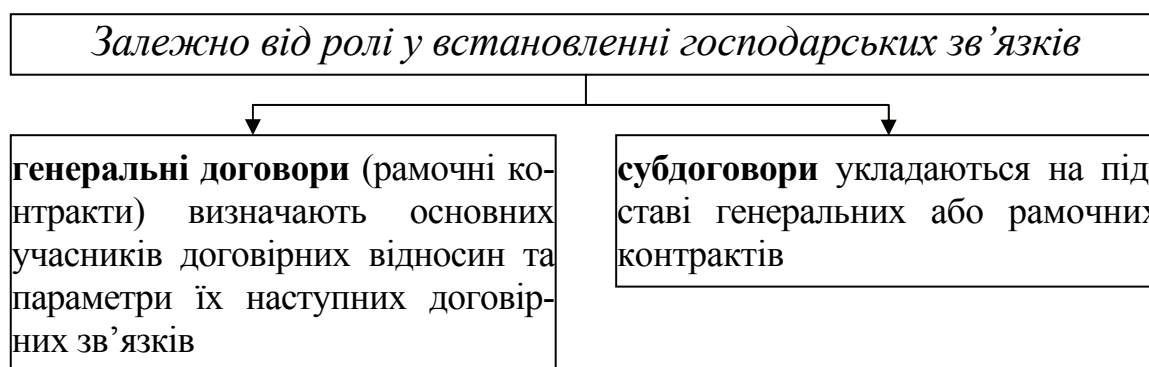 Залежно від ролі у встановленні господарських зв’язків
генеральні договори (рамочні ко-
нтракти) визначають основних
учасників договірних відносин та
параметри їх наступних договір-
них зв’язків
субдоговори укладаються на під
ставі генеральних або рамочних
контрактів